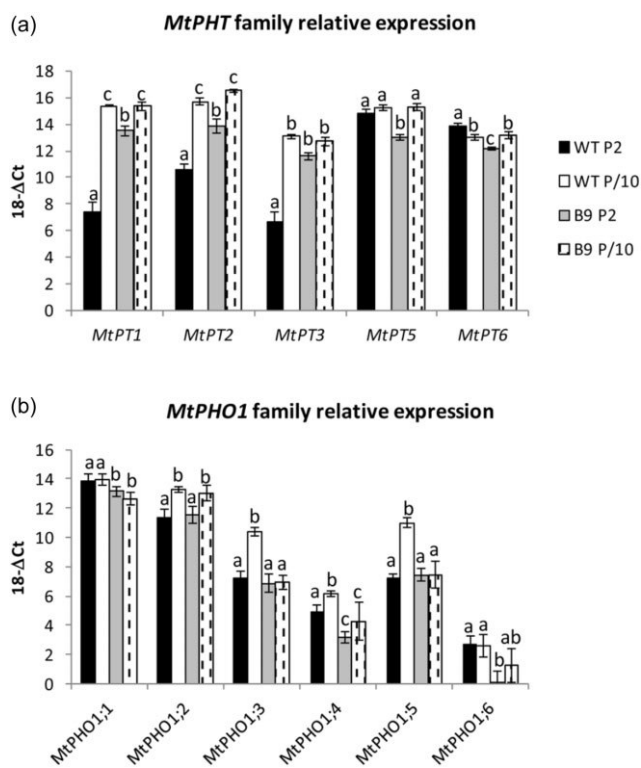 (a)
MtPHT family relative expression
18
16
14
12
10
8
6
4
2
0
18-ΔCt
a c b c
a c b c
a b b b
a a b a
a b c b
MtPT1 MtPT2 MtPT3 MtPT5 MtPT6
WT P2
WT P/10
B9 P2
B9 P/10
(b)
MtPHO1 family relative expression
16
14
12
10
8
6
4
2
0
18-ΔCt
a a b b
a b a b
a b a a
a b c c
a b a a
a a b ab
MtPHO1;1 MtPHO1;2 MtPHO1;3 MtPHO1;4 MtPHO1;5 MtPHO1;6